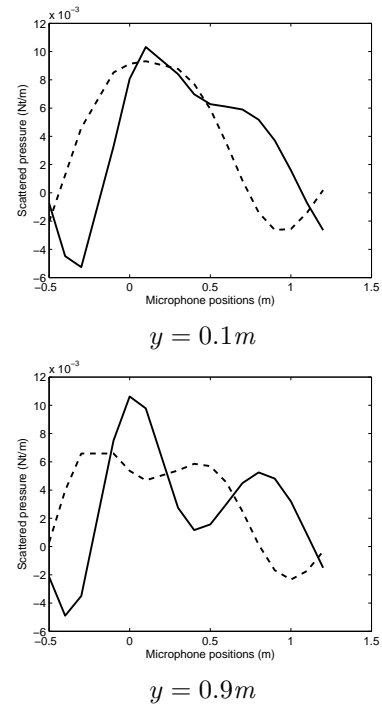 x 10⁻³
12
10
8
6
4
2
0
−2
−4
−6
−0.5 0 0.5 1 1.5
Scattered pressure (Nt/m)
Microphone positions (m)
y = 0.1m
x 10⁻³
12
10
8
6
4
2
0
−2
−4
−6
−0.5 0 0.5 1 1.5
Scattered pressure (Nt/m)
Microphone positions (m)
y = 0.9m